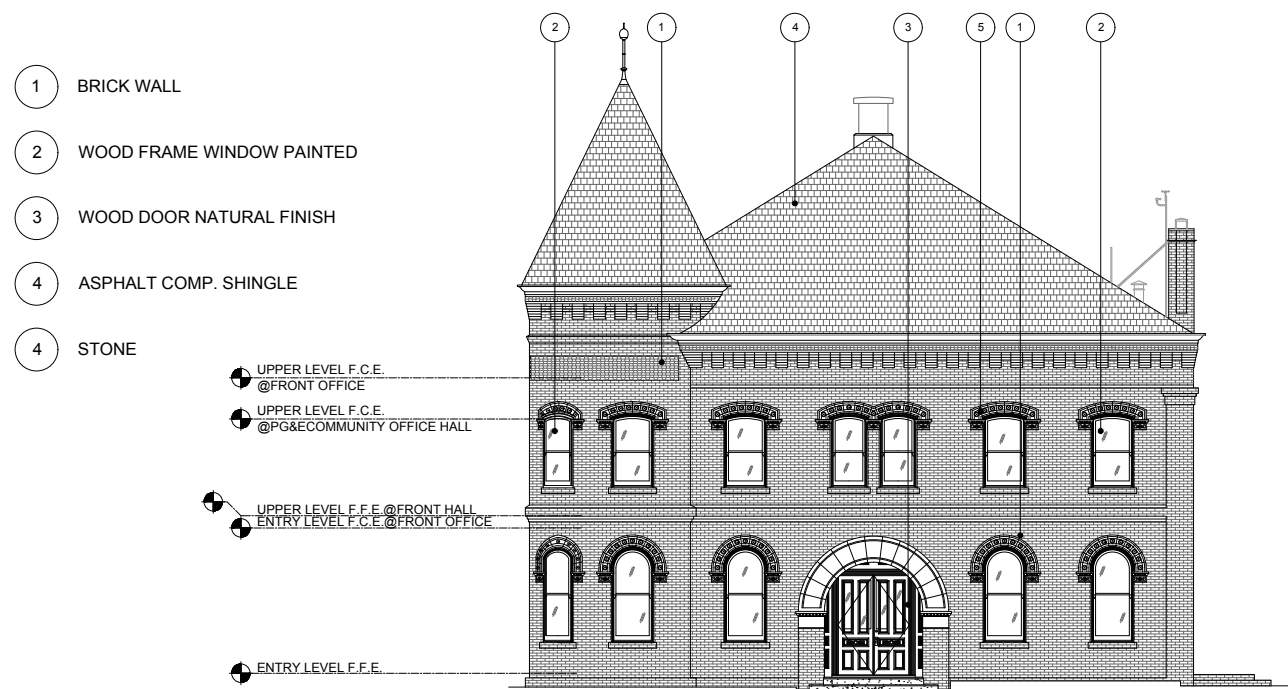 2 1 4 3 5 1 2
1 BRICK WALL
2 WOOD FRAME WINDOW PAINTED
3 WOOD DOOR NATURAL FINISH
4 ASPHALT COMP. SHINGLE
4 STONE
UPPER LEVEL F.C.E.
@FRONT OFFICE
UPPER LEVEL F.C.E.
@PG&ECOMMUNITY OFFICE HALL
UPPER LEVEL F.F.E.@FRONT HALL
ENTRY LEVEL F.C.E.@FRONT OFFICE
ENTRY LEVEL F.F.E.